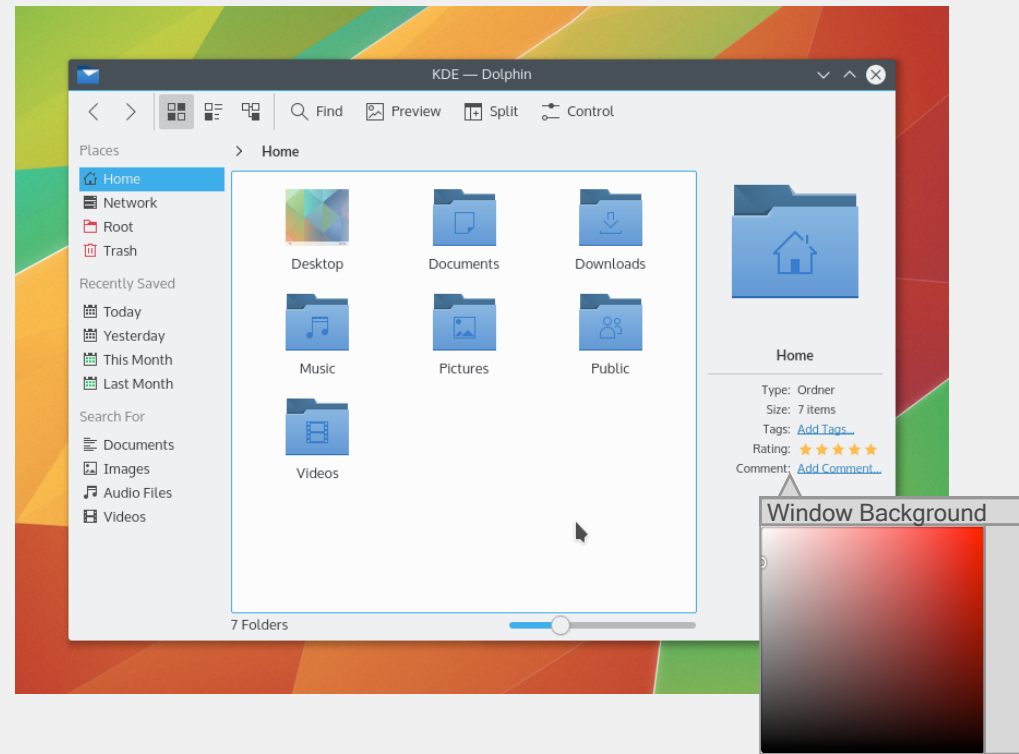 KDE — Dolphin
Find Preview Split Control
Places
Home
Network
Root
Trash
Recently Saved
Today
Yesterday
This Month
Last Month
Search For
Documents
Images
Audio Files
Videos
> Home
Desktop Documents Downloads
Music Pictures Public
Videos
7 Folders
Home
Type: Ordner
Size: 7 items
Tags: Add Tags...
Rating:
Comment: Add Comment...
Window Background